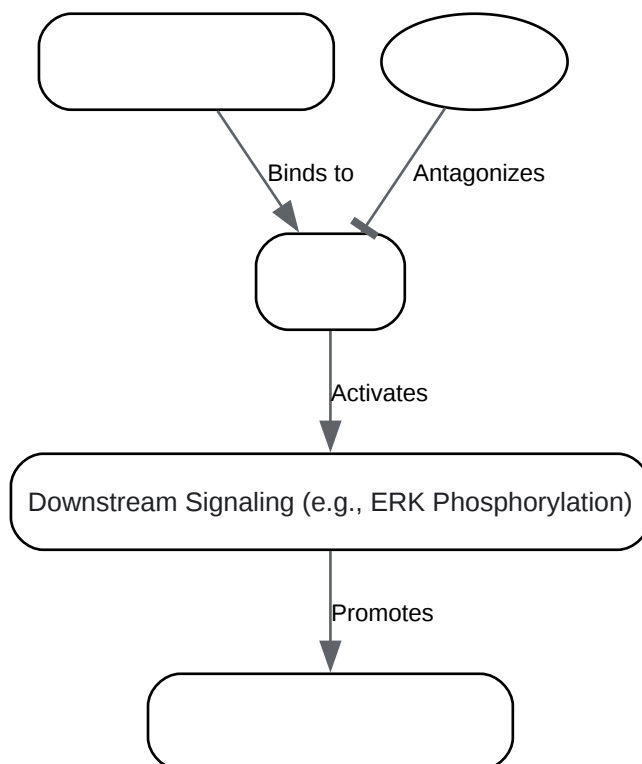 Binds to
Antagonizes
Activates
Downstream Signaling (e.g., ERK Phosphorylation)
Promotes